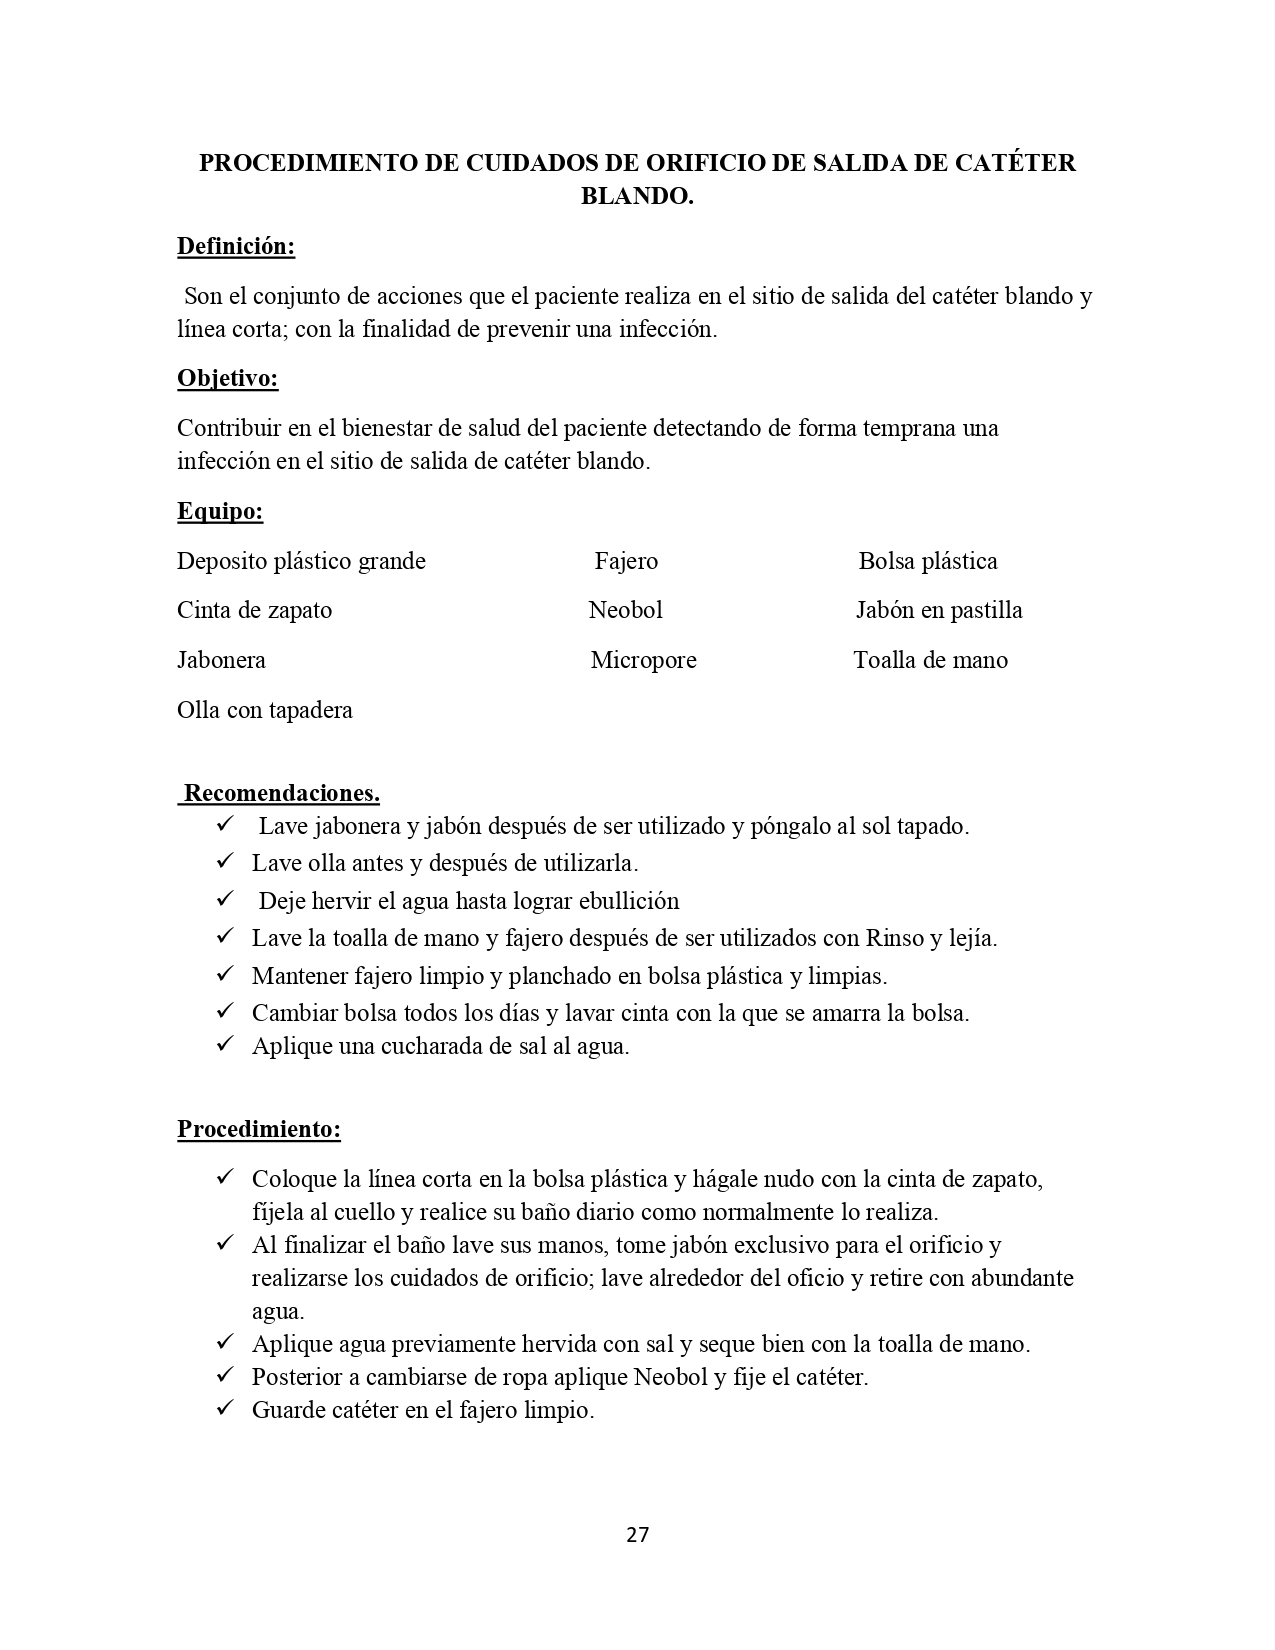 PROCEDIMIENTO DE CUIDADOS DE ORIFICIO DE SALIDA DE CATÉTER
BLANDO.
Definición:
Son el conjunto de acciones que el paciente realiza en el sitio de salida del catéter blando y
línea corta; con la finalidad de prevenir una infección.
Objetivo:
Contribuir en el bienestar de salud del paciente detectando de forma temprana una
infección en el sitio de salida de catéter blando.
Equipo:
Deposito plástico grande Fajero Bolsa plástica
Cinta de zapato Neobol Jabón en pastilla
Jabonera Micropore Toalla de mano
Olla con tapadera
Recomendaciones.
✓ Lave jabonera y jabón después de ser utilizado y póngalo al sol tapado.
✓ Lave olla antes y después de utilizarla.
✓ Deje hervir el agua hasta lograr ebullición
✓ Lave la toalla de mano y fajero después de ser utilizados con Rinso y lejía.
✓ Mantener fajero limpio y planchado en bolsa plástica y limpias.
✓ Cambiar bolsa todos los días y lavar cinta con la que se amarra la bolsa.
✓ Aplique una cucharada de sal al agua.
Procedimiento:
✓ Coloque la línea corta en la bolsa plástica y hágale nudo con la cinta de zapato,
fíjela al cuello y realice su baño diario como normalmente lo realiza.
✓ Al finalizar el baño lave sus manos, tome jabón exclusivo para el orificio y
realizarse los cuidados de orificio; lave alrededor del oficio y retire con abundante
agua.
✓ Aplique agua previamente hervida con sal y seque bien con la toalla de mano.
✓ Posterior a cambiarse de ropa aplique Neobol y fije el catéter.
✓ Guarde catéter en el fajero limpio.
27